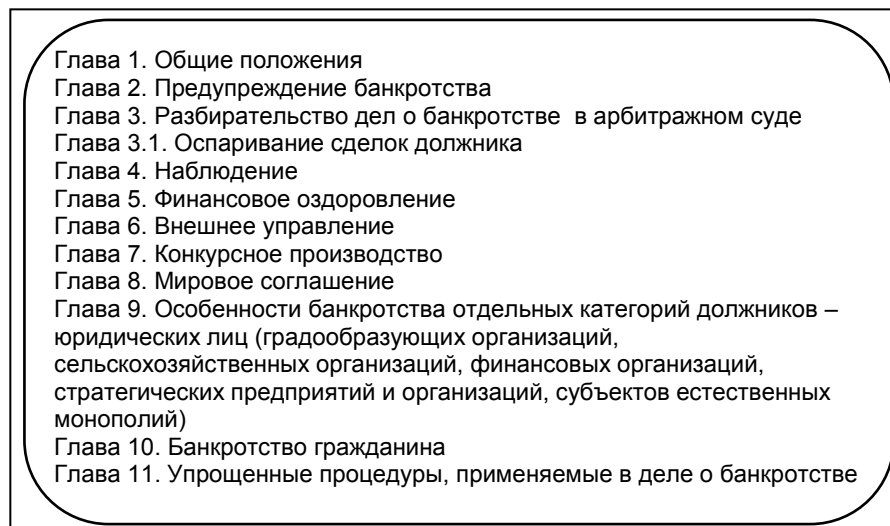 Глава 1. Общие положения
Глава 2. Предупреждение банкротства
Глава 3. Разбирательство дел о банкротстве  в арбитражном суде
Глава 3.1. Оспаривание сделок должника
Глава 4. Наблюдение
Глава 5. Финансовое оздоровление
Глава 6. Внешнее управление
Глава 7. Конкурсное производство
Глава 8. Мировое соглашение
Глава 9. Особенности банкротства отдельных категорий должников –
юридических лиц (градообразующих организаций,
сельскохозяйственных организаций, финансовых организаций,
стратегических предприятий и организаций, субъектов естественных
монополий)
Глава 10. Банкротство гражданина
Глава 11. Упрощенные процедуры, применяемые в деле о банкротстве